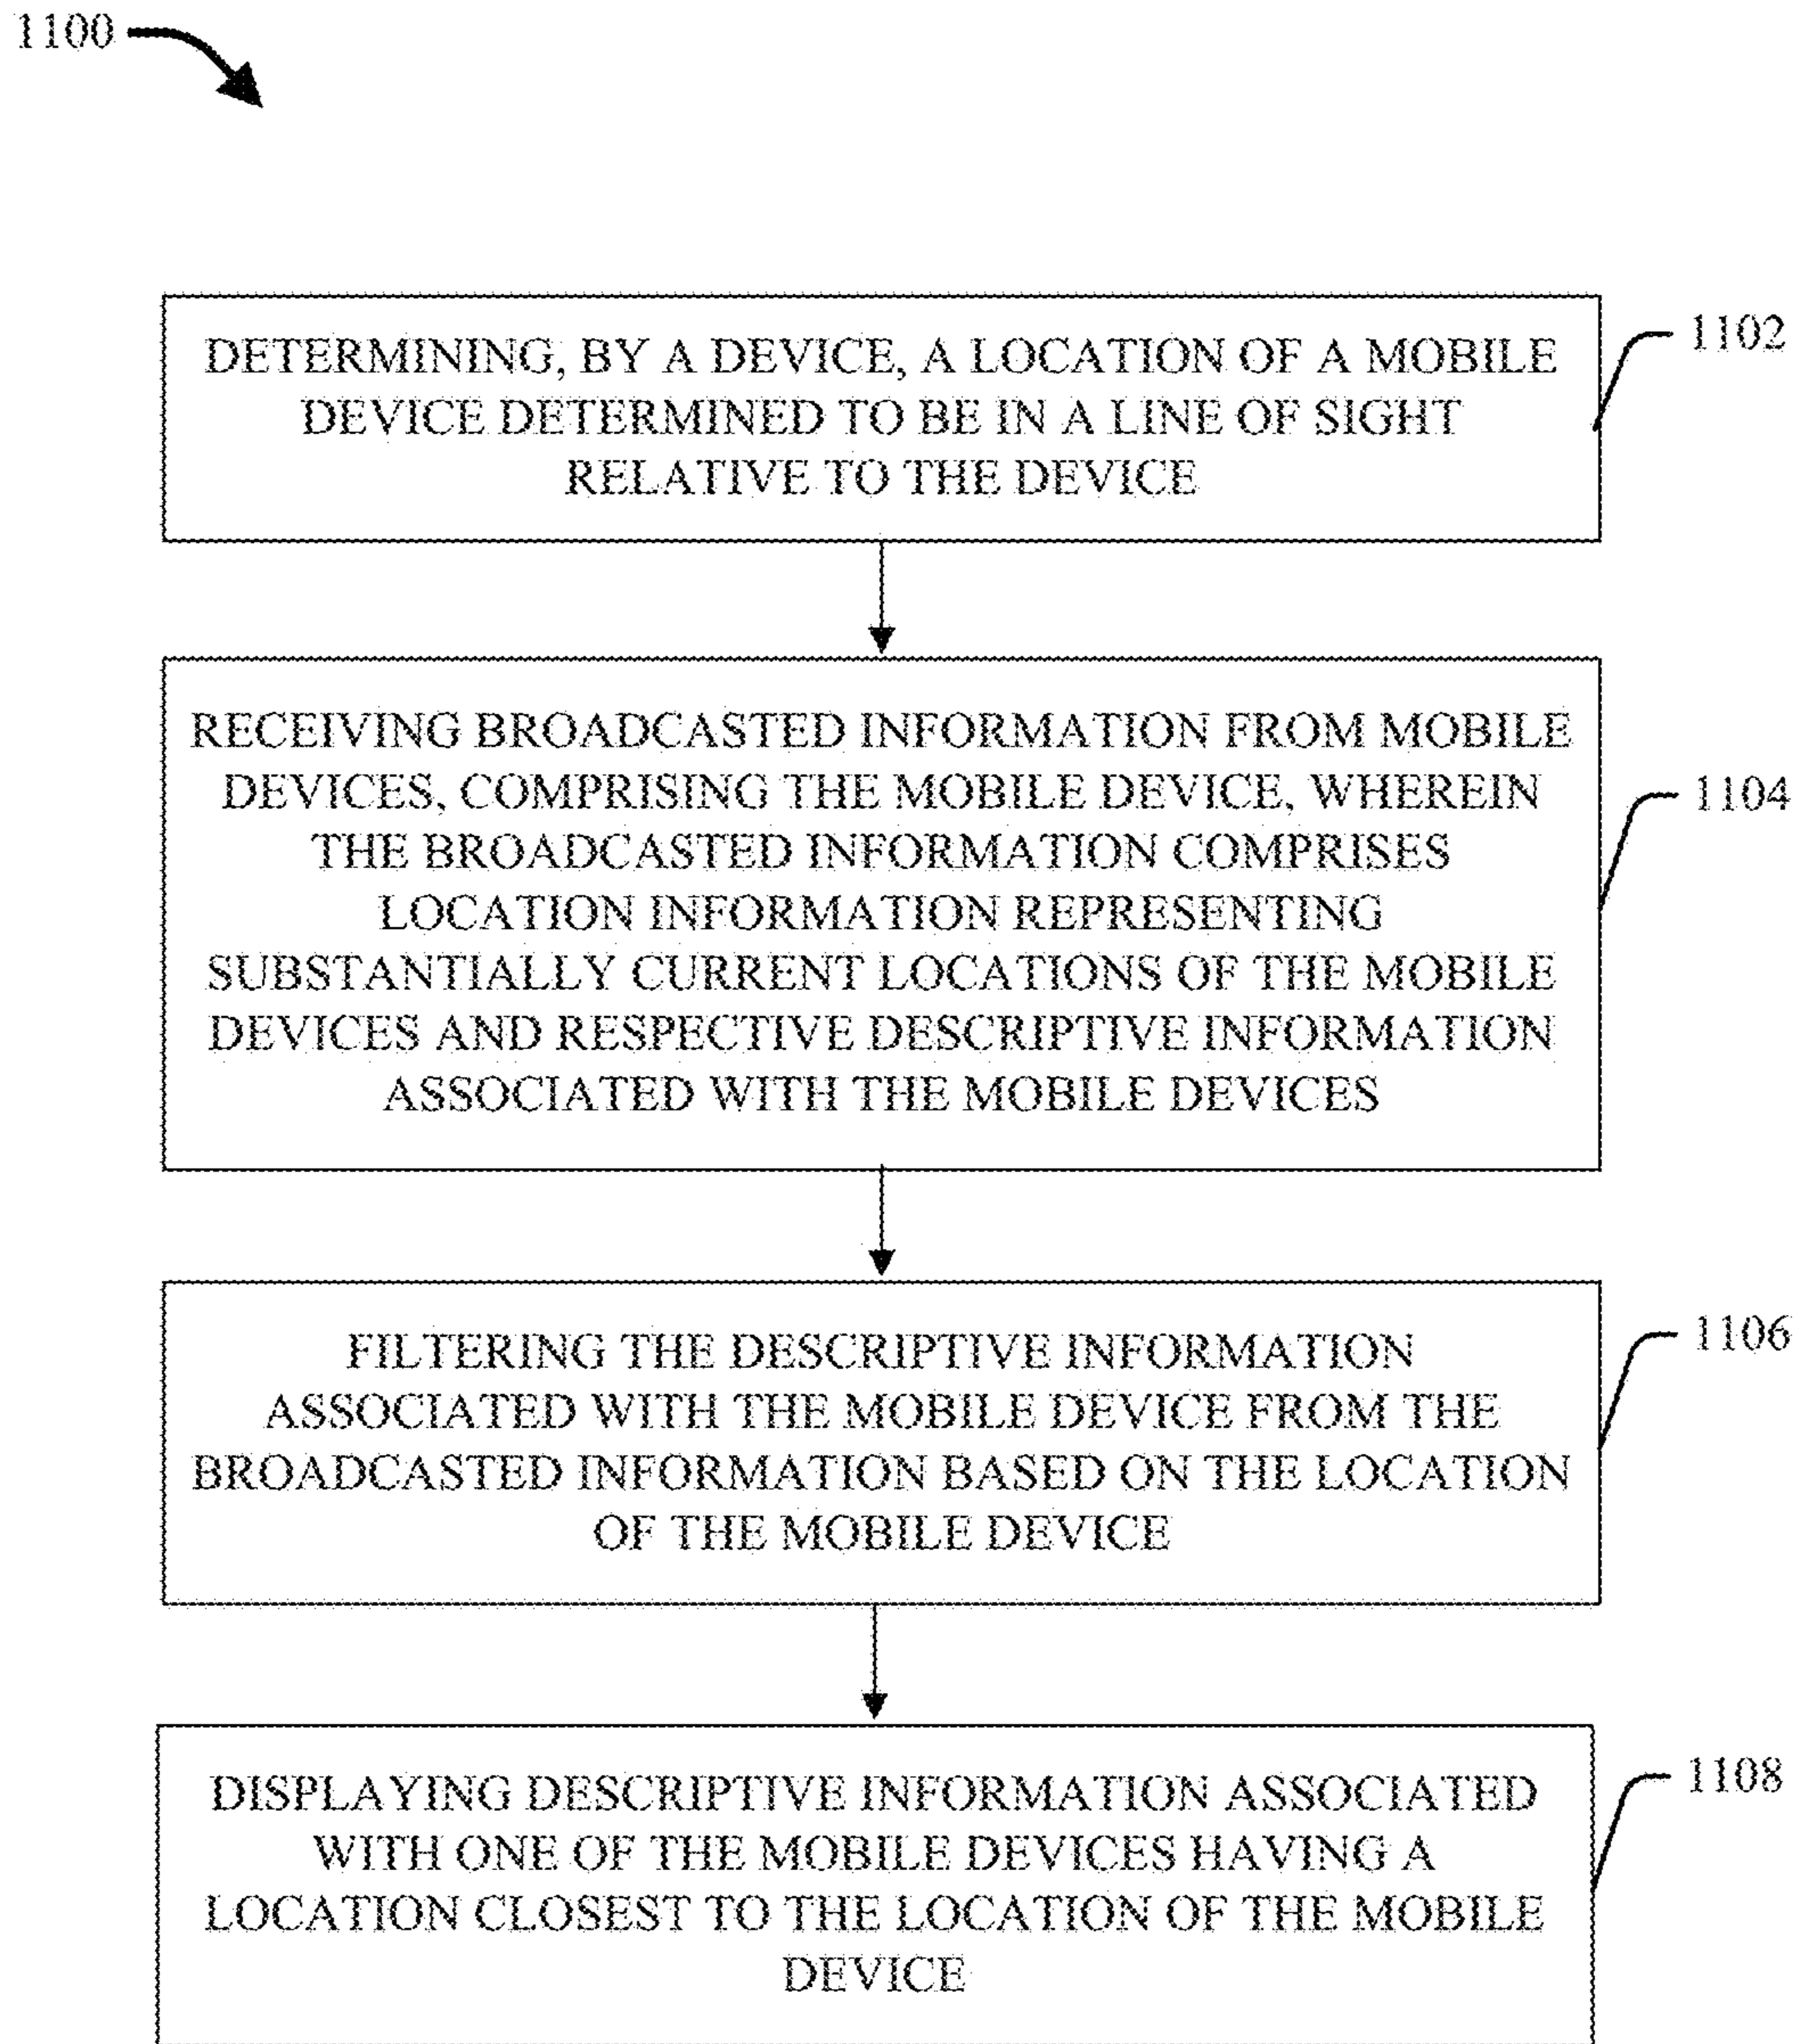 1100
DETERMINING, BY A DEVICE, A LOCATION OF A MOBILE
DEVICE DETERMINED TO BE IN A LINE OF SIGHT
RELATIVE TO THE DEVICE
1102
RECEIVING BROADCASTED INFORMATION FROM MOBILE
DEVICES, COMPRISING THE MOBILE DEVICE, WHEREIN
THE BROADCASTED INFORMATION COMPRISES
LOCATION INFORMATION REPRESENTING
SUBSTANTIALLY CURRENT LOCATIONS OF THE MOBILE
DEVICES AND RESPECTIVE DESCRIPTIVE INFORMATION
ASSOCIATED WITH THE MOBILE DEVICES
1104
FILTERING THE DESCRIPTIVE INFORMATION
ASSOCIATED WITH THE MOBILE DEVICE FROM THE
BROADCASTED INFORMATION BASED ON THE LOCATION
OF THE MOBILE DEVICE
1106
DISPLAYING DESCRIPTIVE INFORMATION ASSOCIATED
WITH ONE OF THE MOBILE DEVICES HAVING A
LOCATION CLOSEST TO THE LOCATION OF THE MOBILE
DEVICE
1108